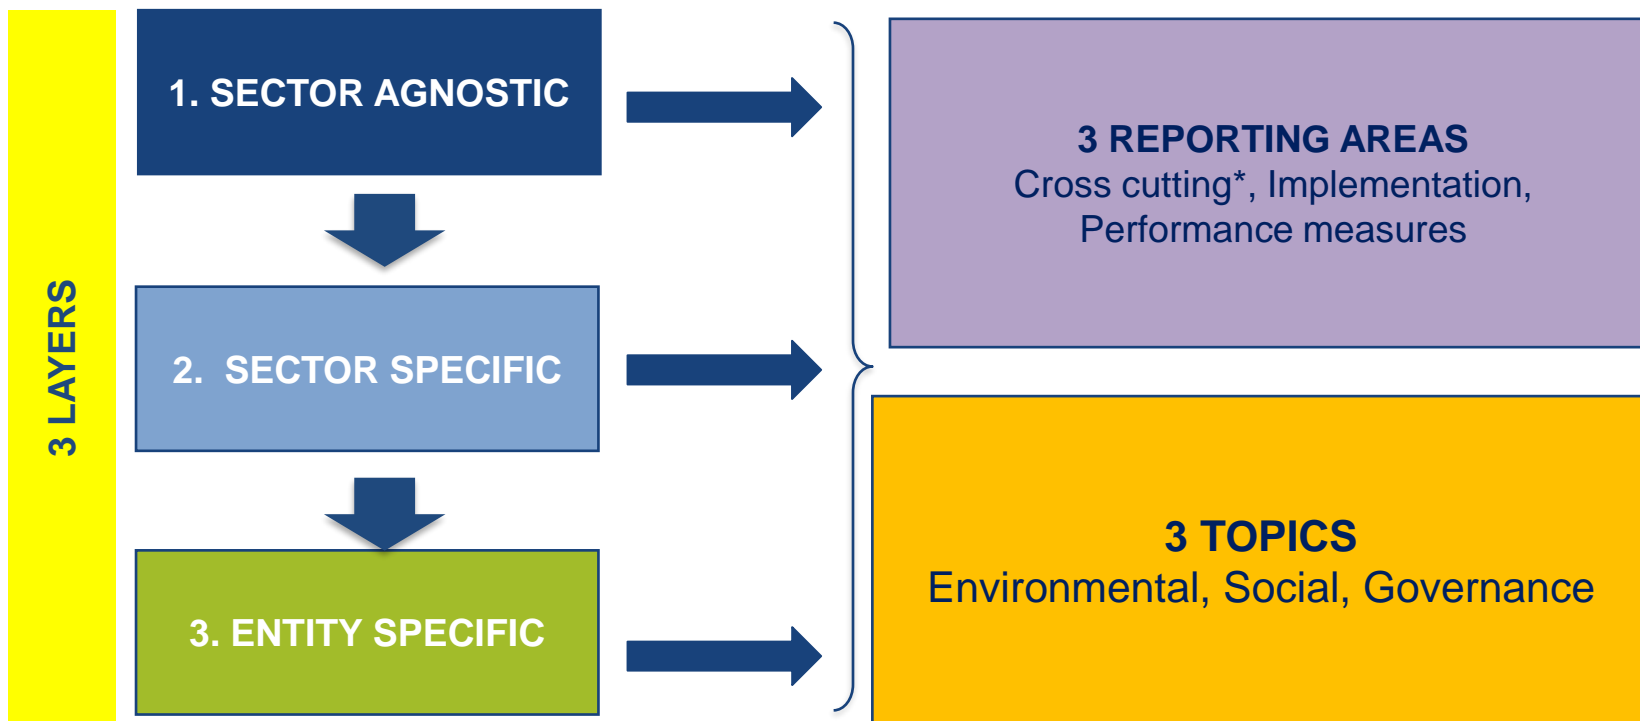 3 LAYERS
1. SECTOR AGNOSTIC
2. SECTOR SPECIFIC
3. ENTITY SPECIFIC
3 REPORTING AREAS
Cross cutting*, Implementation,
Performance measures
3 TOPICS
Environmental, Social, Governance